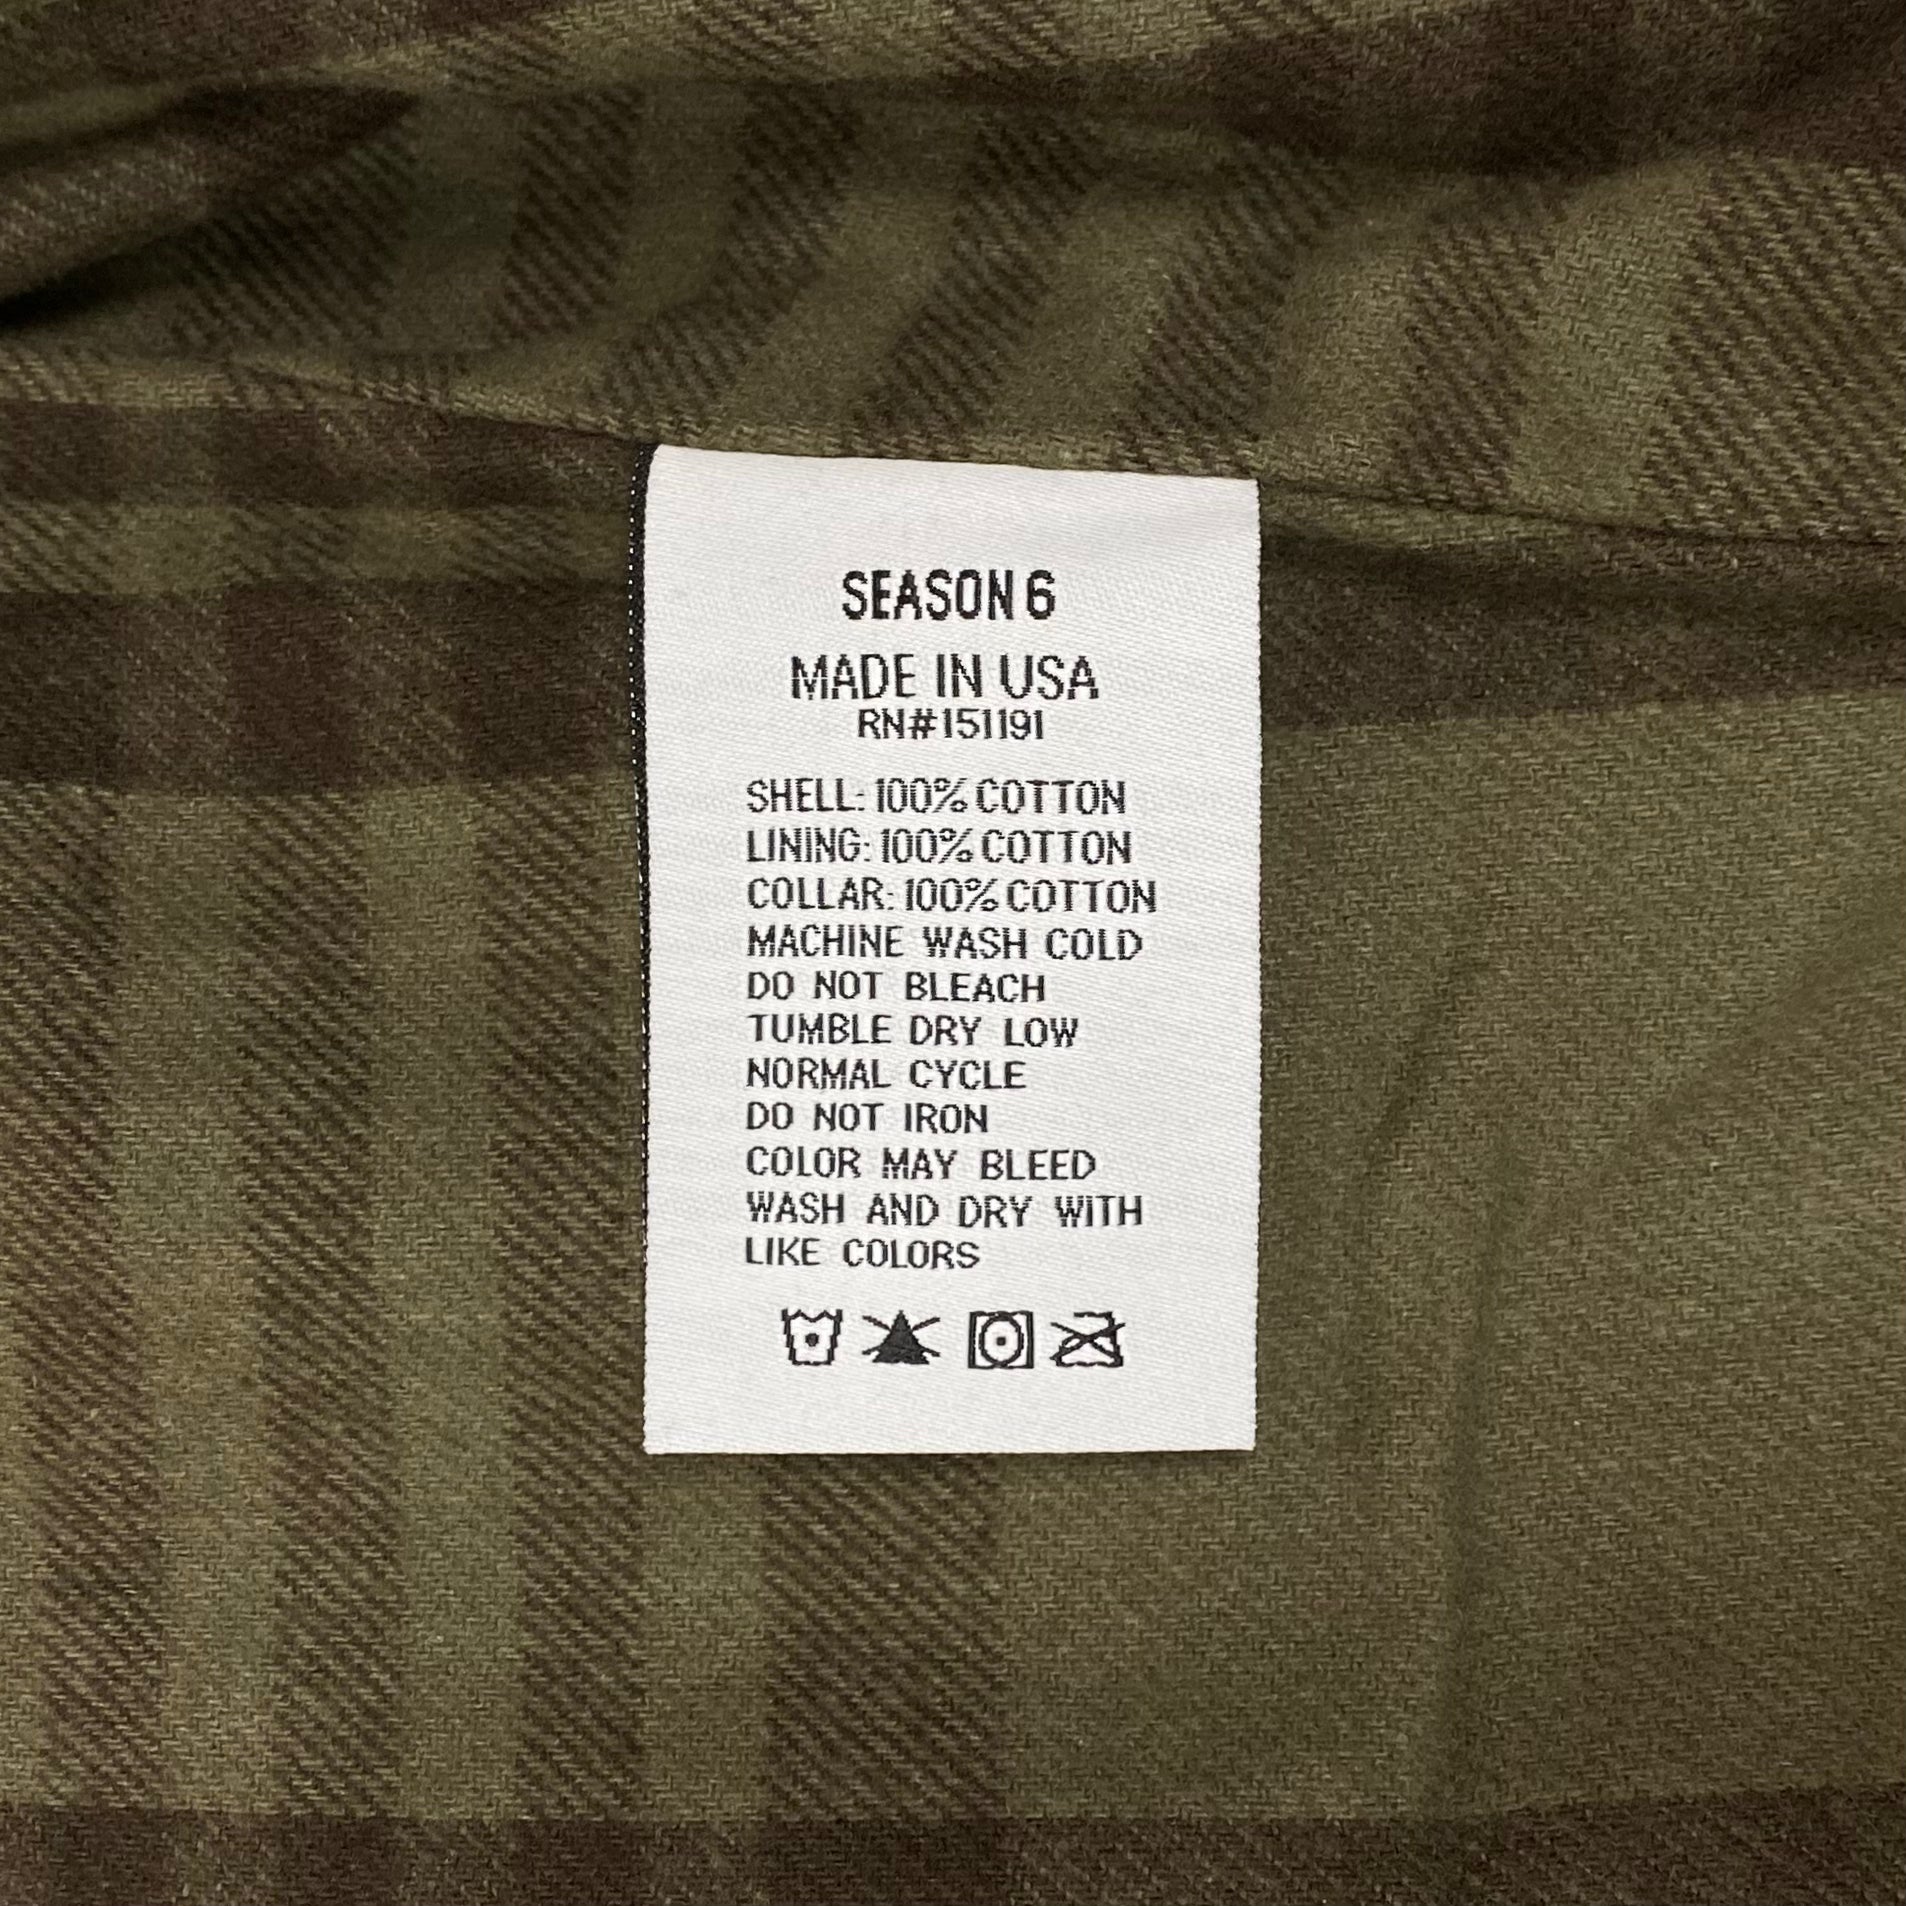 SEASON 6
MADE IN USA
RN#151191
SHELL: 100% COTTON
LINING: 100% COTTON
COLLAR: 100% COTTON
MACHINE WASH COLD
DO NOT BLEACH
TUMBLE DRY LOW
NORMAL CYCLE
DO NOT IRON
COLOR MAY BLEED
WASH AND DRY WITH
LIKE COLORS